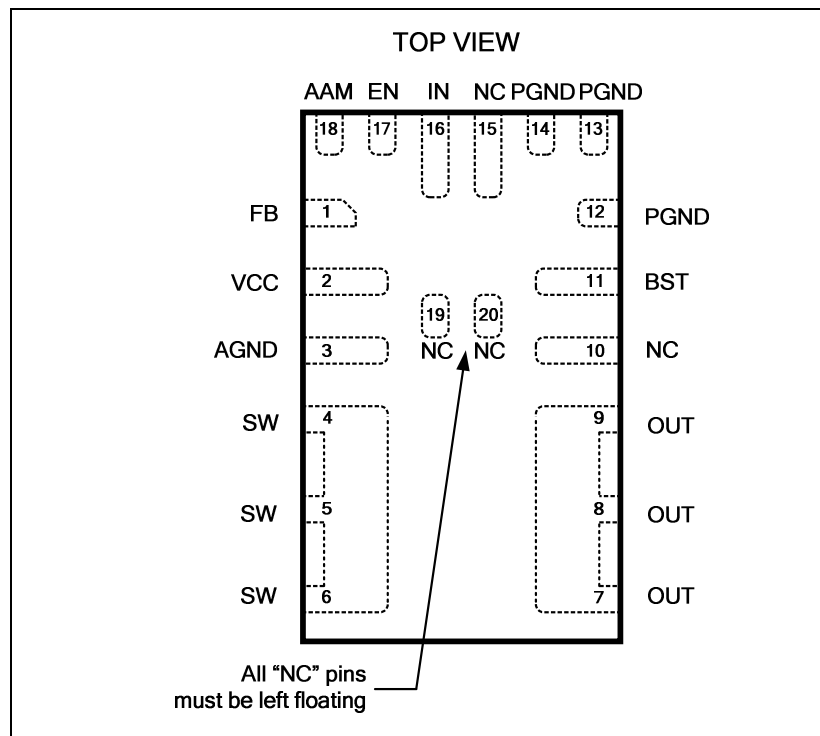 TOP VIEW
AAM EN IN NC PGND PGND
18 17 16 15 14 13
FB 1 12 PGND
VCC 2 11 BST
19 20
AGND 3 NC NC 10 NC
SW 4 9 OUT
SW 5 8 OUT
SW 6 7 OUT
All “NC” pins
must be left floating